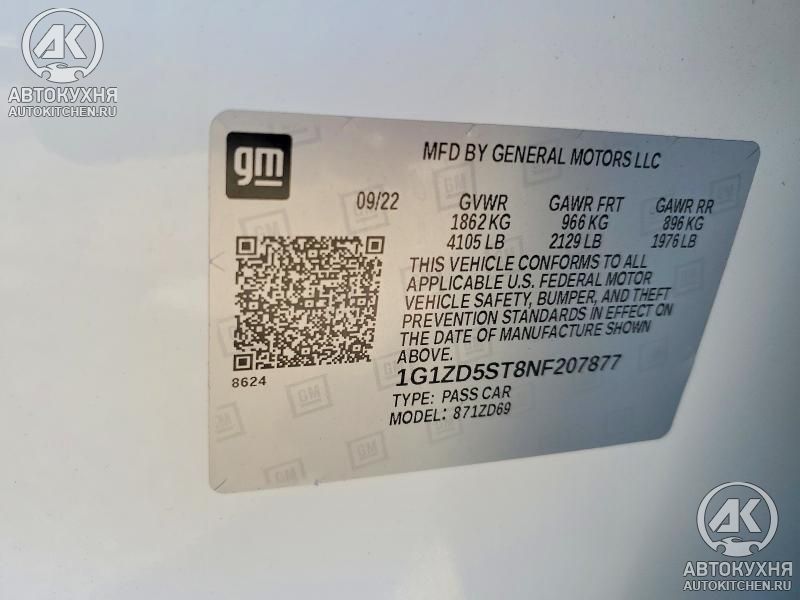 AK
АВТОКУХНЯ
AUTOKITCHEN.RU
gm
MFD BY GENERAL MOTORS LLC
09/22 GVWR GAWR FRT GAWR RR
1862 KG 966 KG 896 KG
4105 LB 2129 LB 1976 LB
THIS VEHICLE CONFORMS TO ALL
APPLICABLE U.S. FEDERAL MOTOR
VEHICLE SAFETY, BUMPER, AND THEFT
PREVENTION STANDARDS IN EFFECT ON
THE DATE OF MANUFACTURE SHOWN
ABOVE.
8624
1G1ZD5ST8NF207877
TYPE: PASS CAR
MODEL: 871ZD69
AK
АВТОКУХНЯ
AUTOKITCHEN.RU